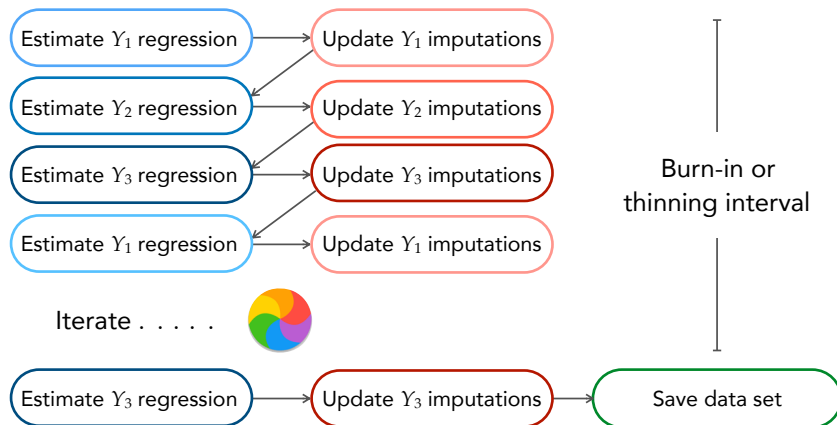 Estimate Y₁ regression
Update Y₁ imputations
Estimate Y₂ regression
Update Y₂ imputations
Estimate Y₃ regression
Update Y₃ imputations
Burn-in or
thinning interval
Estimate Y₁ regression
Update Y₁ imputations
Iterate . . . . .
Estimate Y₃ regression
Update Y₃ imputations
Save data set